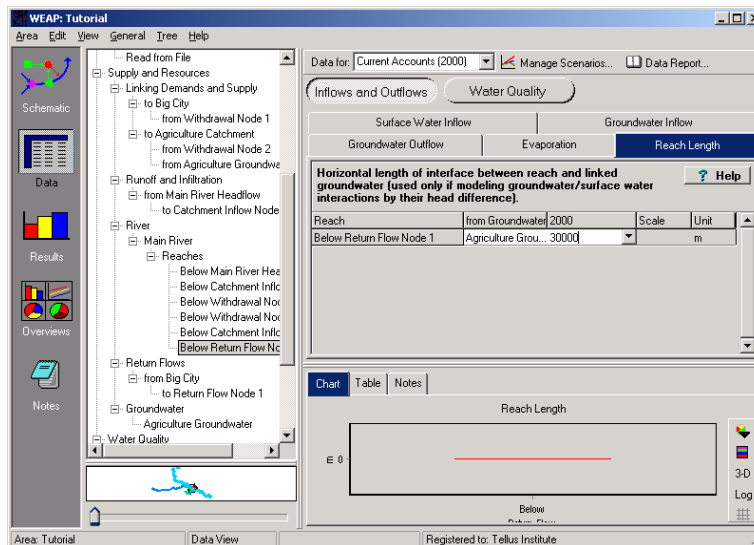 WEAP: Tutorial
Area Edit View General Tree Help
Schematic
Data
Results
Overviews
Notes
Read from File
Supply and Resources
Linking Demands and Supply
to Big City
from Withdrawal Node 1
to Agriculture Catchment
from Withdrawal Node 2
from Agriculture Groundwa
Runoff and Infiltration
from Main River Headflow
to Catchment Inflow Node
River
Main River
Reaches
Below Main River Hea
Below Catchment Inflo
Below Withdrawal Noc
Below Withdrawal Noc
Below Catchment Inflo
Below Return Flow Nc
Return Flows
from Big City
to Return Flow Node 1
Groundwater
Agriculture Groundwater
Water Quality
Data for: Current Accounts (2000) Manage Scenarios... Data Report...
Inflows and Outflows Water Quality
Surface Water Inflow Groundwater Inflow
Groundwater Outflow Evaporation Reach Length
Horizontal length of interface between reach and linked
groundwater (used only if modeling groundwater/surface water
interactions by their head difference).
? Help
Reach from Groundwater 2000 Scale Unit
Below Return Flow Node 1 Agriculture Grou... 30000 m
Chart Table Notes
Reach Length
m 0
Below
Return Flow
3-D
Log
Area: Tutorial Data View Registered to: Tellus Institute